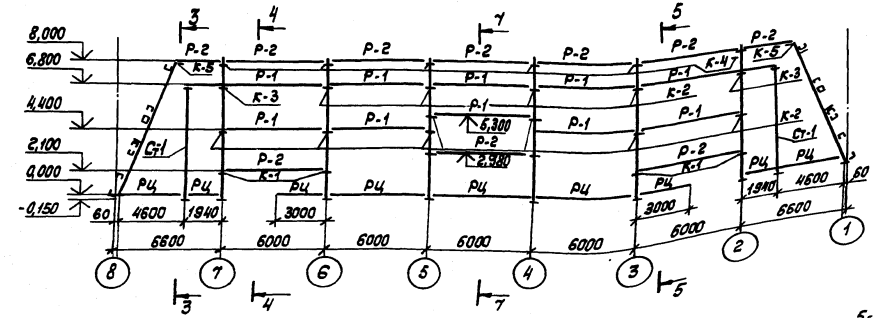 3 4 7 5
8,000
P-2 P-2 P-2 P-2 P-2 P-2 P-2
6,800
К-5 К-4 К-5
P-1 P-1 P-1 P-1 P-1 P-1
К-3 К-2 К-3
4,400
P-1 P-1 P-1 P-1 P-1
5,300
К-2
Ст-1 Ст-1
2,100
P-2 P-2 P-2
2,980
0,000
К-1 К-1
РЦ РЦ РЦ РЦ РЦ РЦ РЦ РЦ
-0,150
60 4600 1940 3000 3000 1940 4600 60
6600 6000 6000 6000 6000 6000 6600
8 7 6 5 4 3 2 1
3 4 7 5